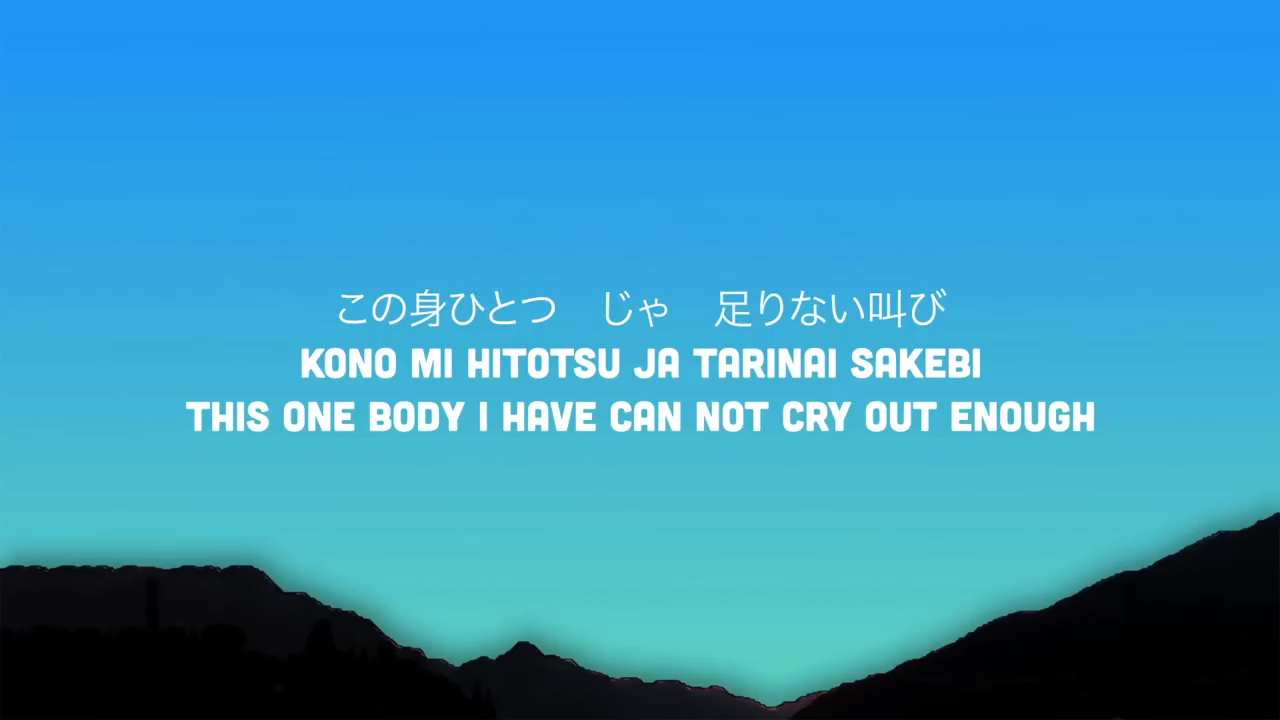 この身ひとつ　じゃ　足りない叫び
KONO MI HITOTSU JA TARINAI SAKEBI
THIS ONE BODY I HAVE CAN NOT CRY OUT ENOUGH